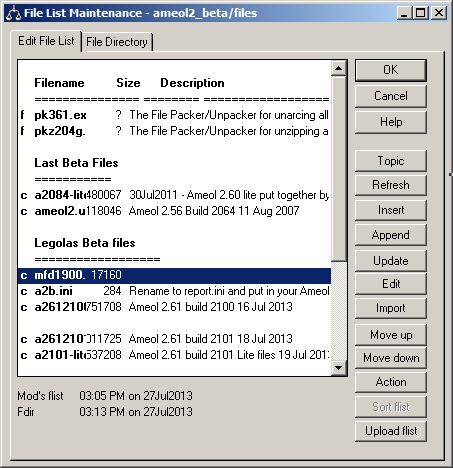 File List Maintenance - ameol2_beta/files
Edit File List
File Directory
Filename Size Description
=============== ======== =====================
f pk361.ex ? The File Packer/Unpacker for unarcing all
f pkz204g. ? The File Packer/Unpacker for unzipping a
Last Beta Files
===========
c a2084-lite 480067 30Jul2011 - Ameol 2.60 lite put together by
c ameol2.u 118046 Ameol 2.56 Build 2064 11 Aug 2007
Legolas Beta files
==================
c mfd1900. 17160
c a2b.ini 284 Rename to report.ini and put in your Ameol
c a261210 751708 Ameol 2.61 build 2100 16 Jul 2013
c a261210 011725 Ameol 2.61 build 2101 18 Jul 2013
c a2101-lit 537208 Ameol 2.61 build 2101 Lite files 19 Jul 201
Mod's flist 03:05 PM on 27Jul2013
Fdir 03:13 PM on 27Jul2013
OK
Cancel
Help
Topic
Refresh
Insert
Append
Update
Edit
Import
Move up
Move down
Action
Sort flist
Upload flist